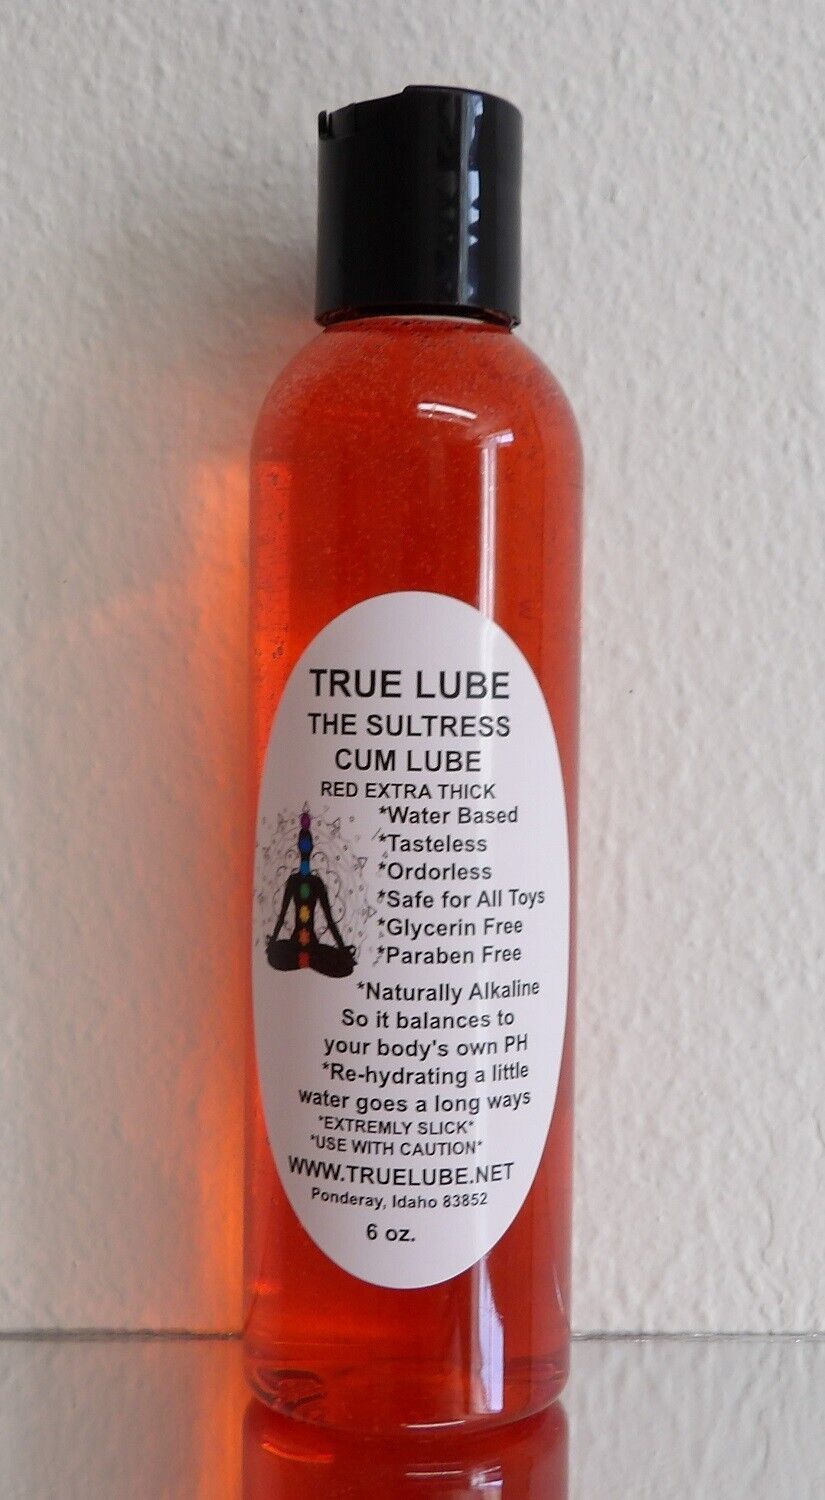 TRUE LUBE
THE SULTRESS
CUM LUBE
RED EXTRA THICK
*Water Based
*Tasteless
*Ordorless
*Safe for All Toys
*Glycerin Free
*Paraben Free
*Naturally Alkaline
So it balances to
your body's own PH
*Re-hydrating a little
water goes a long ways
*EXTREMLY SLICK*
*USE WITH CAUTION*
WWW.TRUELUBE.NET
Ponderay, Idaho 83852
6 oz.